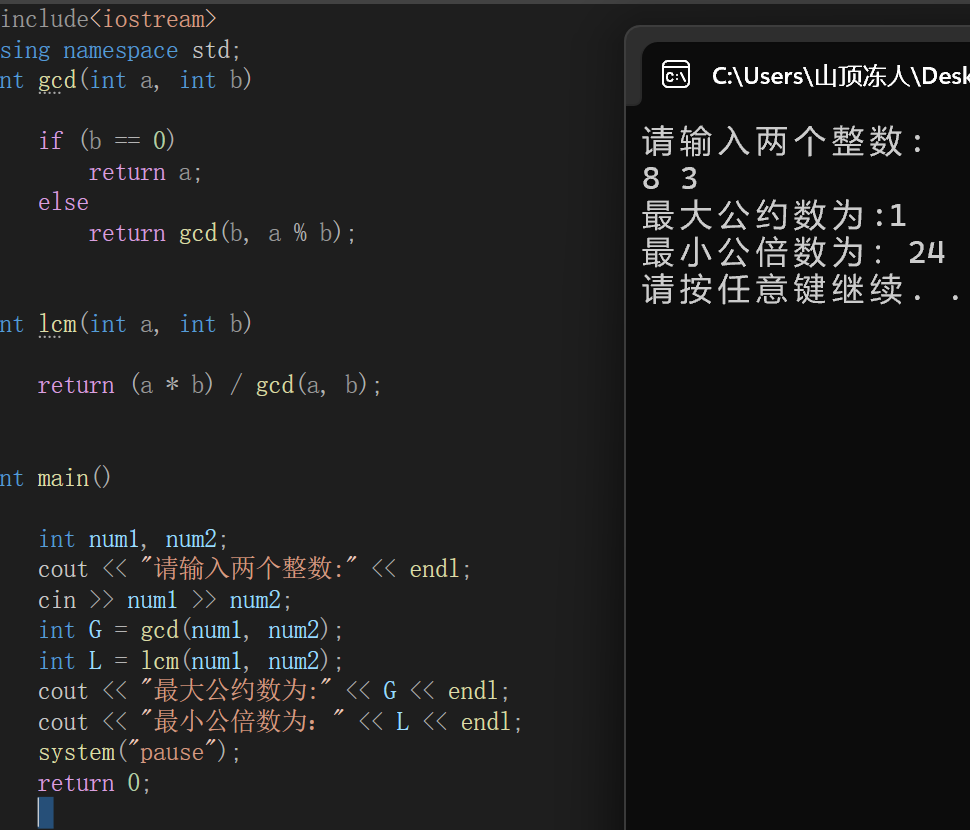 include<iostream>
sing namespace std;
nt gcd(int a, int b)
if (b == 0)
return a;
else
return gcd(b, a % b);
nt lcm(int a, int b)
return (a * b) / gcd(a, b);
nt main()
int num1, num2;
cout << "请输入两个整数:" << endl;
cin >> num1 >> num2;
int G = gcd(num1, num2);
int L = lcm(num1, num2);
cout << "最大公约数为:" << G << endl;
cout << "最小公倍数为：" << L << endl;
system("pause");
return 0;
C:\Users\山顶冻人\Desk
请输入两个整数:
8 3
最大公约数为:1
最小公倍数为：24
请按任意键继续. .